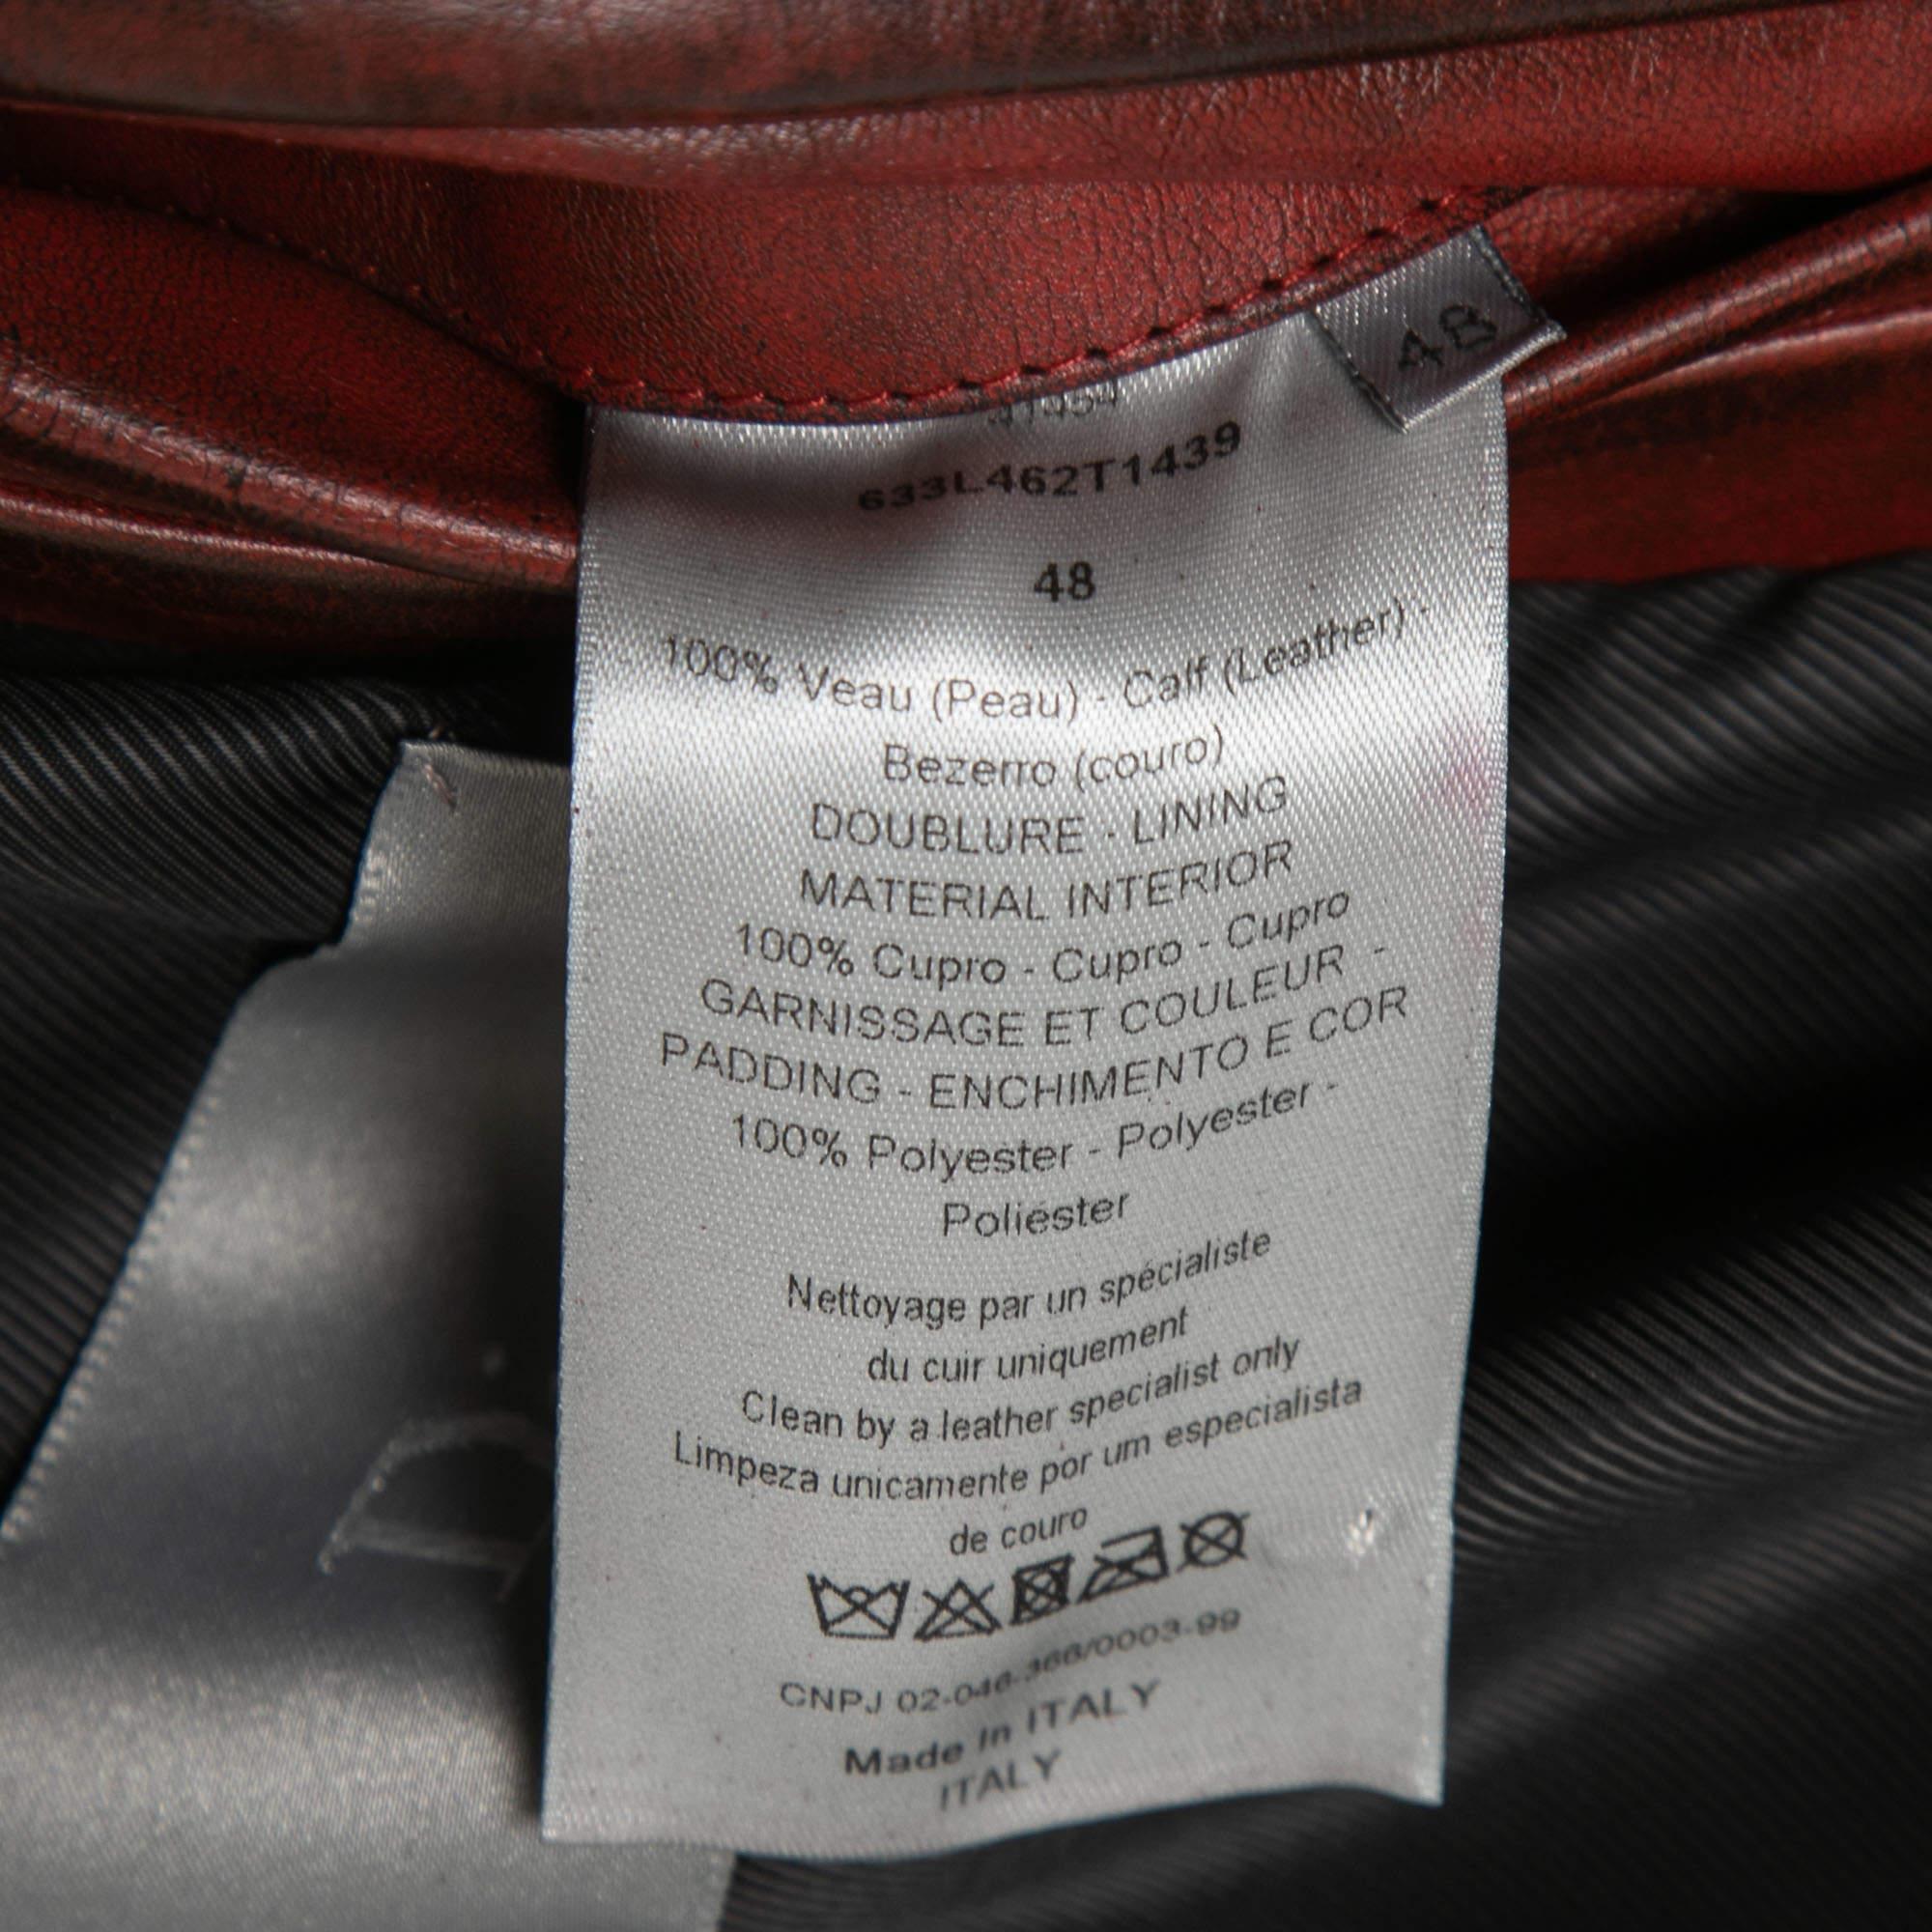 48
633L462T1439
48
100% Veau (Peau) - Calf (Leather) -
Bezerro (couro)
DOUBLURE - LINING
MATERIAL INTERIOR
100% Cupro - Cupro - Cupro
GARNISSAGE ET COULEUR -
PADDING - ENCHIMENTO E COR
100% Polyester - Polyester -
Poliéster
Nettoyage par un spécialiste
du cuir uniquement
Clean by a leather specialist only
Limpeza unicamente por um especialista
de couro
CNPJ 02-046-366/0003-99
Made in ITALY
ITALY